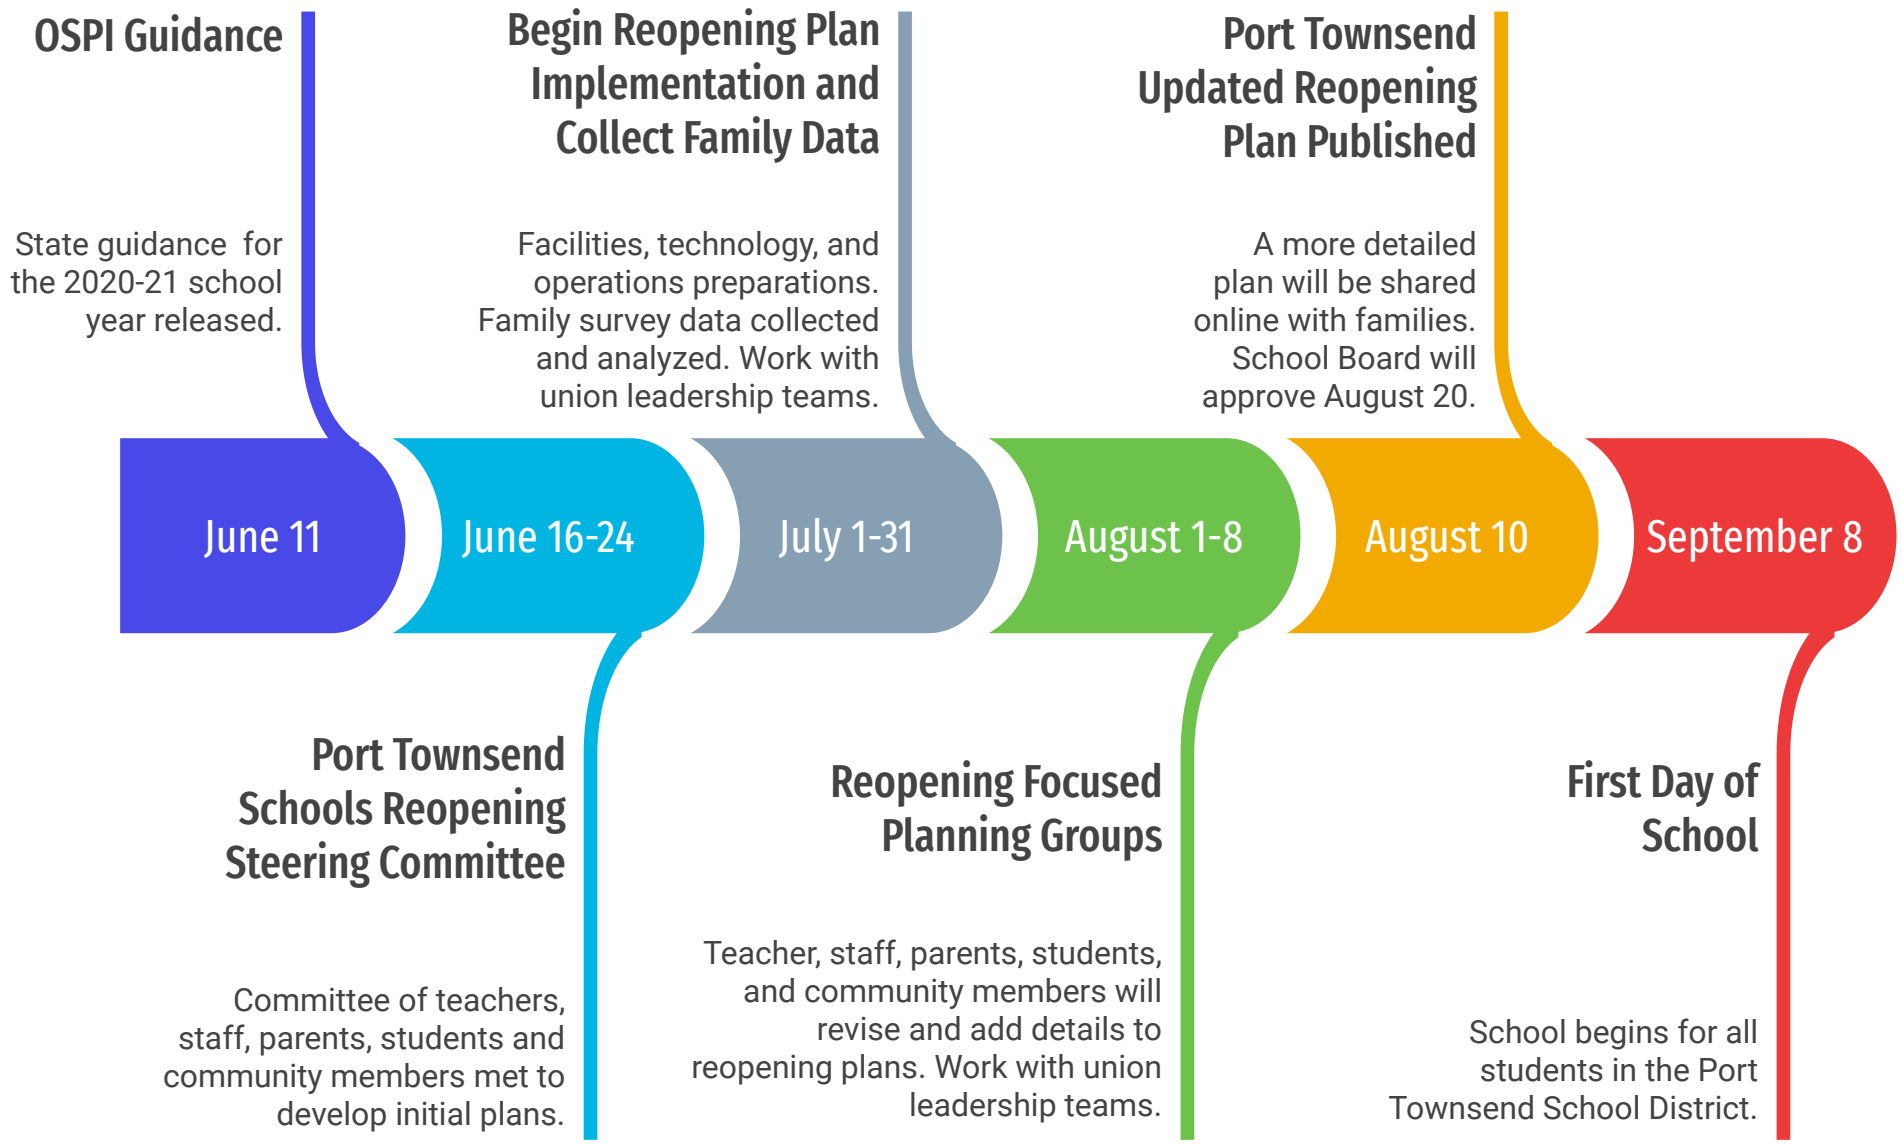 OSPI Guidance
State guidance for
the 2020-21 school
year released.
Begin Reopening Plan
Implementation and
Collect Family Data
Facilities, technology, and
operations preparations.
Family survey data collected
and analyzed. Work with
union leadership teams.
Port Townsend
Updated Reopening
Plan Published
A more detailed
plan will be shared
online with families.
School Board will
approve August 20.
June 11
June 16-24
July 1-31
August 1-8
August 10
September 8
Port Townsend
Schools Reopening
Steering Committee
Committee of teachers,
staff, parents, students and
community members met to
develop initial plans.
Reopening Focused
Planning Groups
Teacher, staff, parents, students,
and community members will
revise and add details to
reopening plans. Work with union
leadership teams.
First Day of
School
School begins for all
students in the Port
Townsend School District.